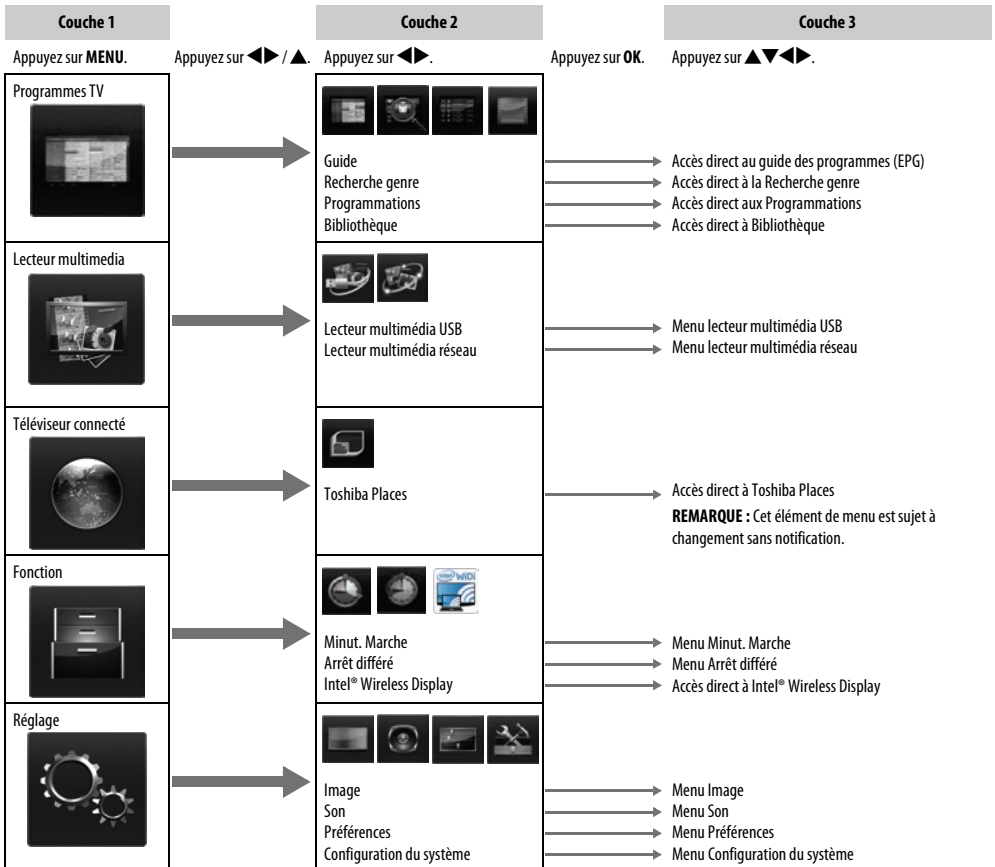 Couche 1
Couche 2
Couche 3
Appuyez sur MENU.
Appuyez sur ◀▶ / ▲.
Appuyez sur ◀▶.
Appuyez sur OK.
Appuyez sur ▲▼◀▶.
Programmes TV
Guide
Accès direct au guide des programmes (EPG)
Recherche genre
Accès direct à la Recherche genre
Programmations
Accès direct aux Programmations
Bibliothèque
Accès direct à Bibliothèque
Lecteur multimedia
Lecteur multimédia USB
Menu lecteur multimédia USB
Lecteur multimédia réseau
Menu lecteur multimédia réseau
Téléviseur connecté
Toshiba Places
Accès direct à Toshiba Places
REMARQUE : Cet élément de menu est sujet à
changement sans notification.
Fonction
intel WiDi
Minut. Marche
Menu Minut. Marche
Arrêt différé
Menu Arrêt différé
Intel® Wireless Display
Accès direct à Intel® Wireless Display
Réglage
Image
Menu Image
Son
Menu Son
Préférences
Menu Préférences
Configuration du système
Menu Configuration du système